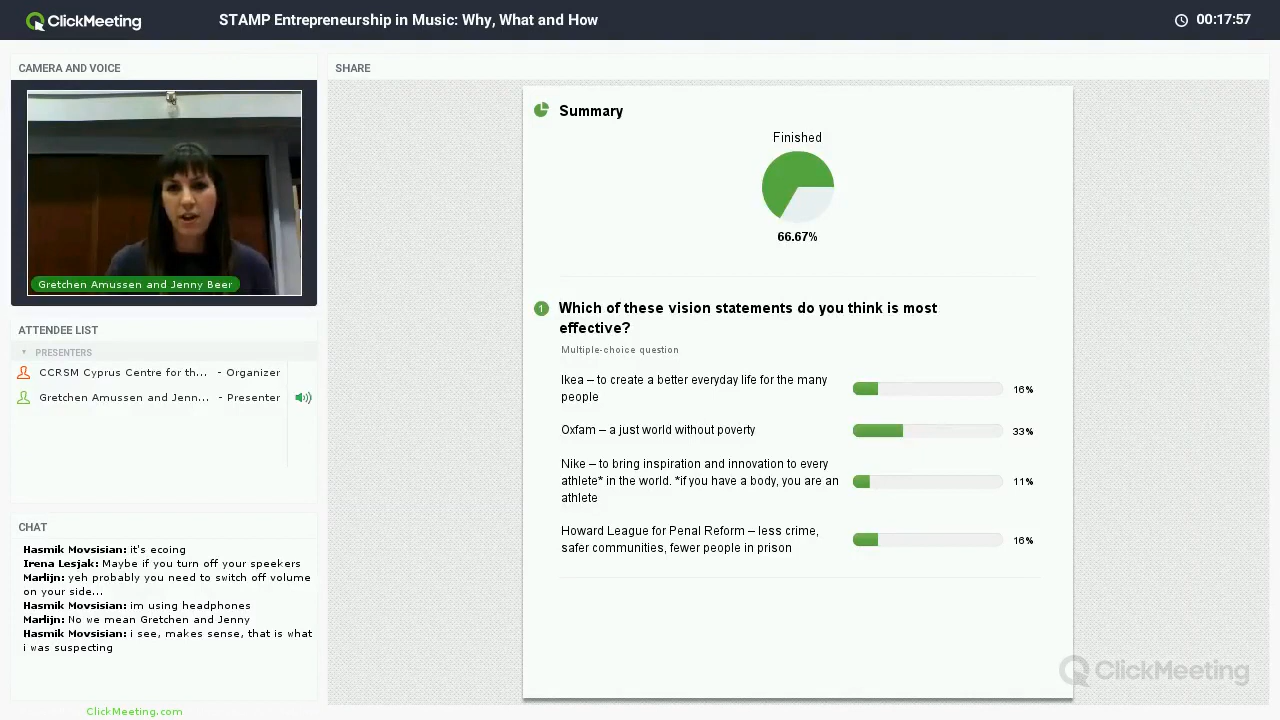 ClickMeeting
STAMP Entrepreneurship in Music: Why, What and How
00:17:57
CAMERA AND VOICE
Gretchen Amussen and Jenny Beer
ATTENDEE LIST
PRESENTERS
CCRSM Cyprus Centre for th... - Organizer
Gretchen Amussen and Jenn... - Presenter
CHAT
Hasmik Movsisian: it's ecoing
Irena Lesjak: Maybe if you turn off your speekers
Marlijn: yeh probably you need to switch off volume
on your side...
Hasmik Movsisian: im using headphones
Marlijn: No we mean Gretchen and Jenny
Hasmik Movsisian: i see, makes sense, that is what
i was suspecting
ClickMeeting.com
SHARE
Summary
Finished
66.67%
1 Which of these vision statements do you think is most
effective?
Multiple-choice question
Ikea – to create a better everyday life for the many
people
16%
Oxfam – a just world without poverty
33%
Nike – to bring inspiration and innovation to every
athlete* in the world. *if you have a body, you are an
athlete
11%
Howard League for Penal Reform – less crime,
safer communities, fewer people in prison
16%
ClickMeeting